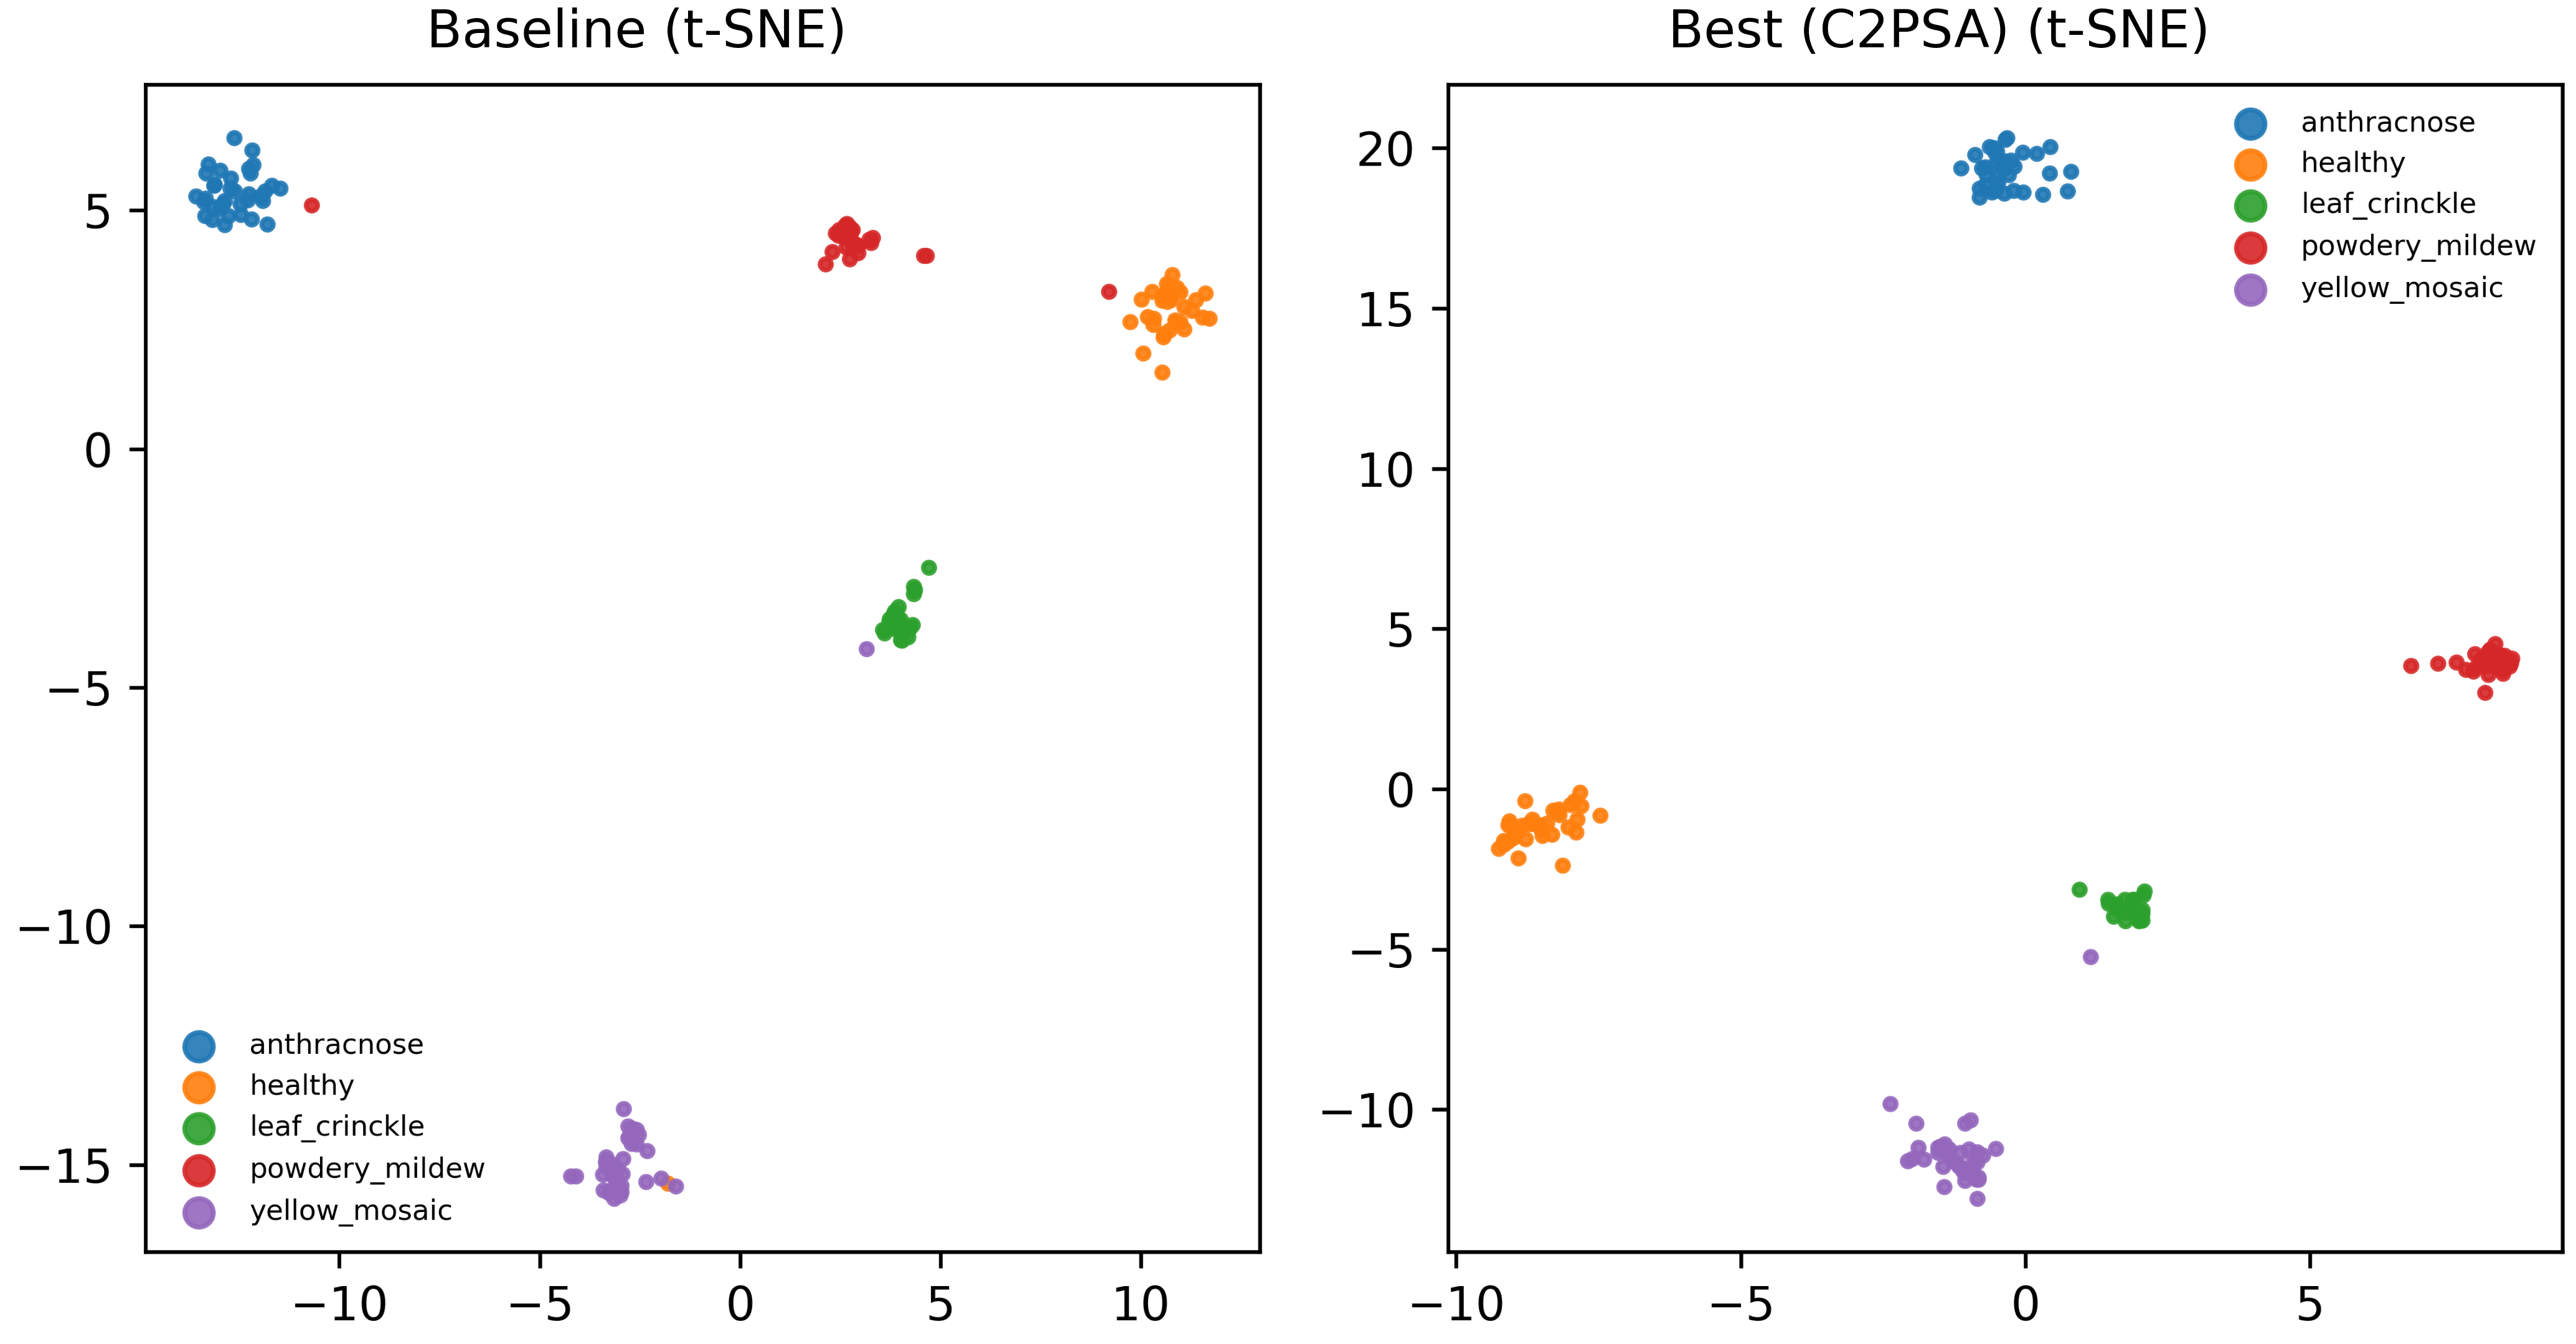 Baseline (t-SNE)
5
0
−5
−10
−15
−10
−5
0
5
10
anthracnose
healthy
leaf_crinckle
powdery_mildew
yellow_mosaic
Best (C2PSA) (t-SNE)
20
15
10
5
0
−5
−10
−10
−5
0
5
anthracnose
healthy
leaf_crinckle
powdery_mildew
yellow_mosaic